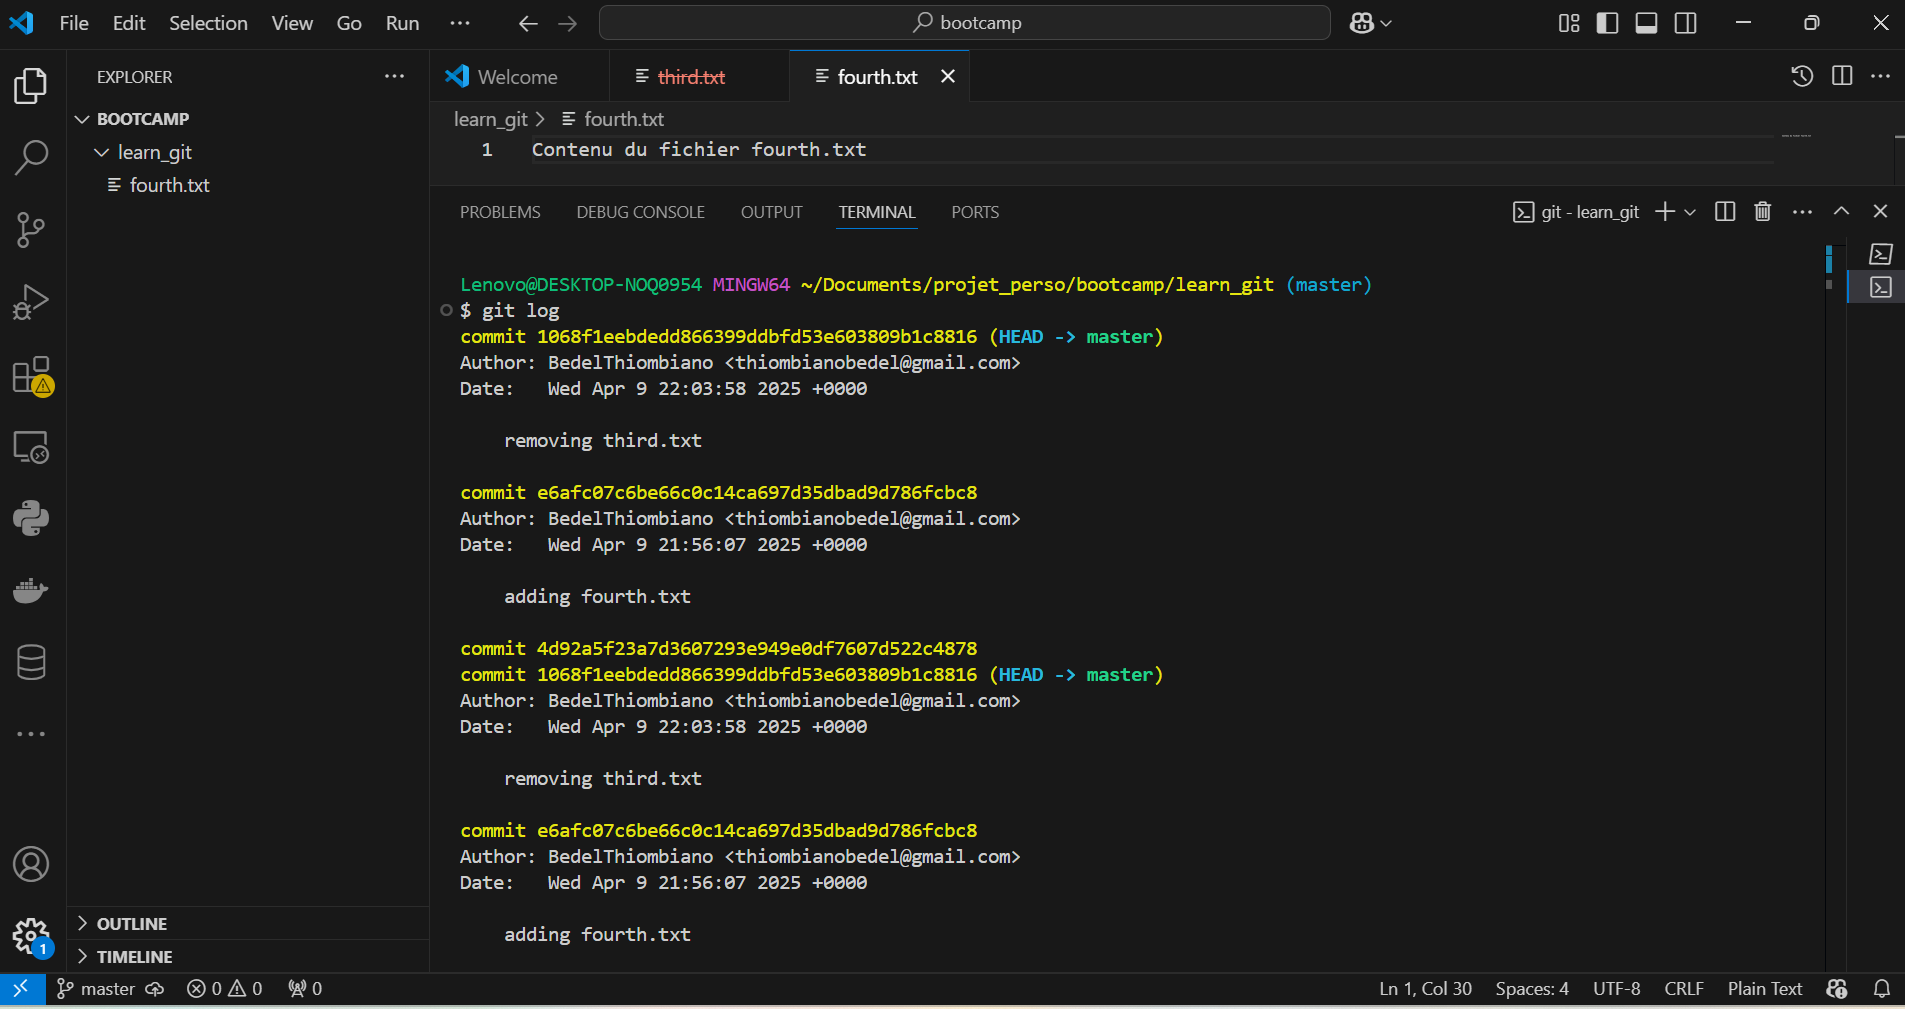 File Edit Selection View Go Run ··· bootcamp
EXPLORER ···
Welcome third.txt fourth.txt
BOOTCAMP
learn_git
fourth.txt
learn_git > fourth.txt
1 Contenu du fichier fourth.txt
PROBLEMS DEBUG CONSOLE OUTPUT TERMINAL PORTS git - learn_git
Lenovo@DESKTOP-NOQ0954 MINGW64 ~/Documents/projet_perso/bootcamp/learn_git (master)
$ git log
commit 1068f1eebdedd866399ddbfd53e603809b1c8816 (HEAD -> master)
Author: BedelThiombiano <thiombianobedel@gmail.com>
Date:   Wed Apr 9 22:03:58 2025 +0000
removing third.txt
commit e6afc07c6be66c0c14ca697d35dbad9d786fcbc8
Author: BedelThiombiano <thiombianobedel@gmail.com>
Date:   Wed Apr 9 21:56:07 2025 +0000
adding fourth.txt
commit 4d92a5f23a7d3607293e949e0df7607d522c4878
commit 1068f1eebdedd866399ddbfd53e603809b1c8816 (HEAD -> master)
Author: BedelThiombiano <thiombianobedel@gmail.com>
Date:   Wed Apr 9 22:03:58 2025 +0000
removing third.txt
commit e6afc07c6be66c0c14ca697d35dbad9d786fcbc8
Author: BedelThiombiano <thiombianobedel@gmail.com>
Date:   Wed Apr 9 21:56:07 2025 +0000
adding fourth.txt
OUTLINE
TIMELINE
1
master 0 0 0 Ln 1, Col 30 Spaces: 4 UTF-8 CRLF Plain Text